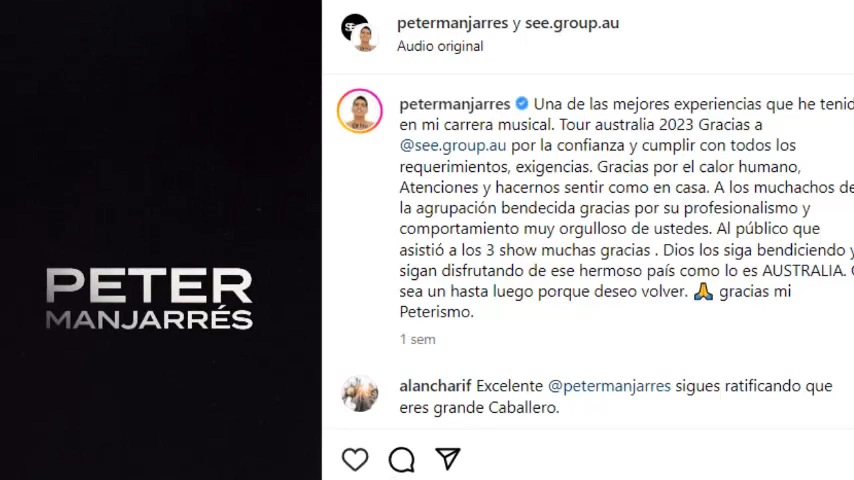 PETER
MANJARRÉS
petermanjarres y see.group.au
Audio original
petermanjarres Una de las mejores experiencias que he
en mi carrera musical. Tour australia 2023 Gracias a
@see.group.au por la confianza y cumplir con todos los
requerimientos, exigencias. Gracias por el calor humano,
Atenciones y hacernos sentir como en casa. A los muchachos de
la agrupación bendecida gracias por su profesionalismo y
comportamiento muy orgulloso de ustedes. Al público que
asistió a los 3 show muchas gracias . Dios los siga bendiciendo y
sigan disfrutando de ese hermoso país como lo es AUSTRALIA.
sea un hasta luego porque deseo volver. 🙏 gracias mi
Peterismo.
1 sem
alancharif Excelente @petermanjarres sigues ratificando que
eres grande Caballero.